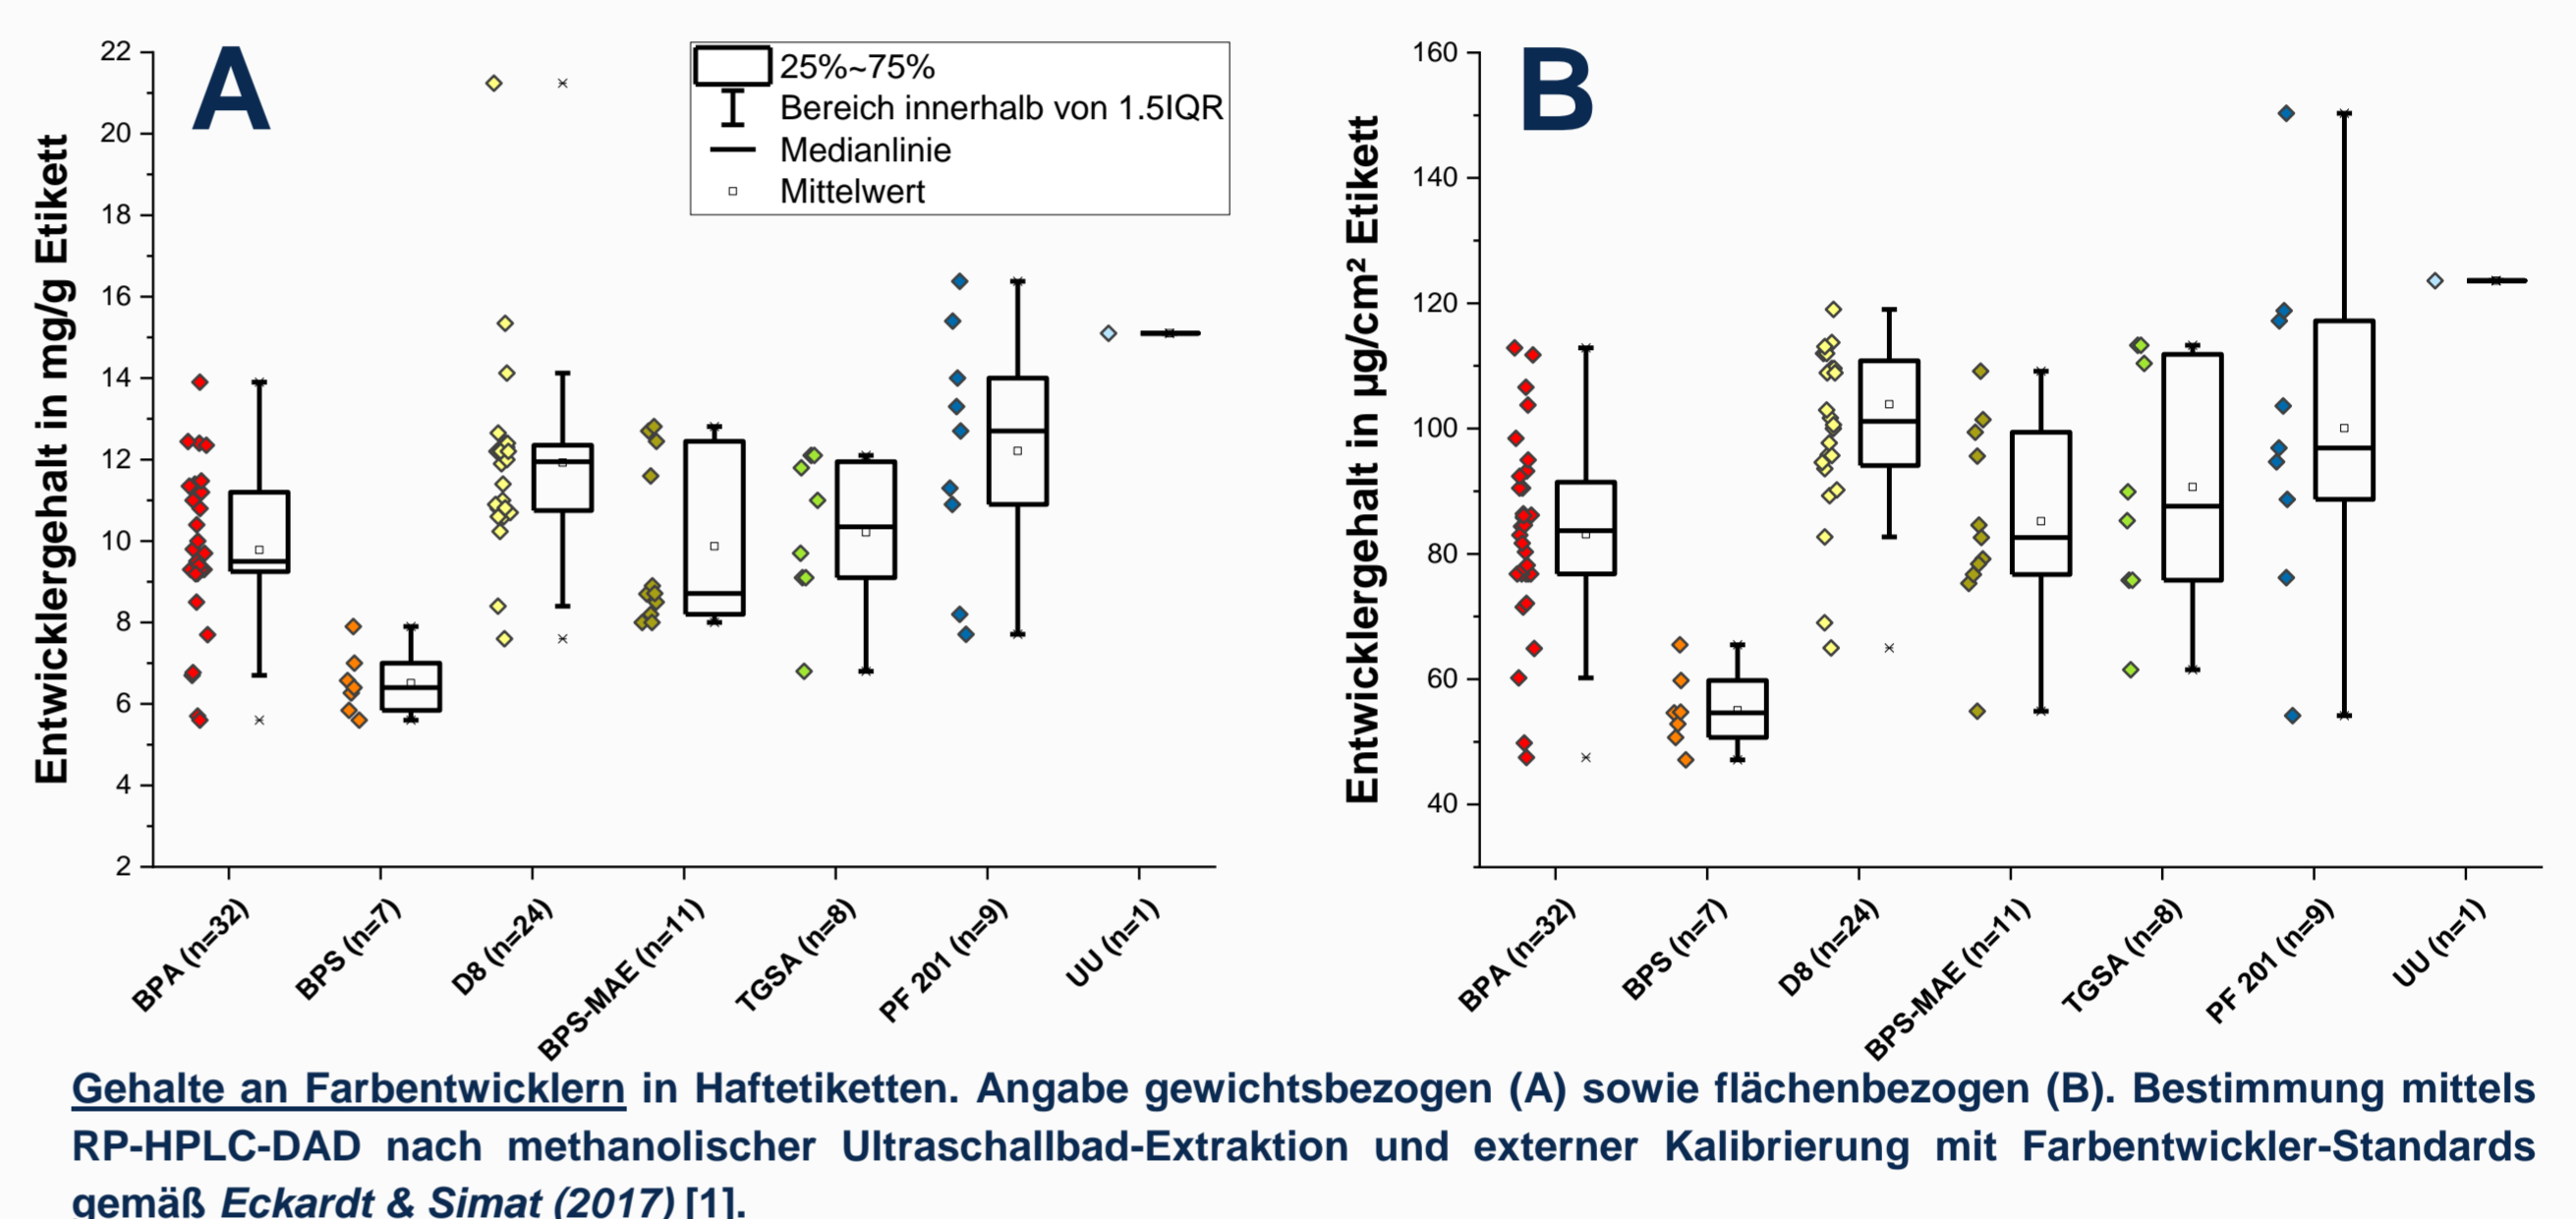 A
22
20
18
16
14
12
10
8
6
4
2
Entwicklergehalt in mg/g Etikett
25%~75%
Bereich innerhalb von 1.5IQR
Medianlinie
Mittelwert
BPA (n=32)
BPS (n=7)
D8 (n=24)
BPS-MAE (n=11)
TGSA (n=8)
PF 201 (n=9)
UU (n=1)
B
160
140
120
100
80
60
40
Entwicklergehalt in µg/cm² Etikett
BPA (n=32)
BPS (n=7)
D8 (n=24)
BPS-MAE (n=11)
TGSA (n=8)
PF 201 (n=9)
UU (n=1)
Gehalte an Farbentwicklern in Haftetiketten. Angabe gewichtsbezogen (A) sowie flächenbezogen (B). Bestimmung mittels
RP-HPLC-DAD nach methanolischer Ultraschallbad-Extraktion und externer Kalibrierung mit Farbentwickler-Standards
gemäß Eckardt & Simat (2017) [1].